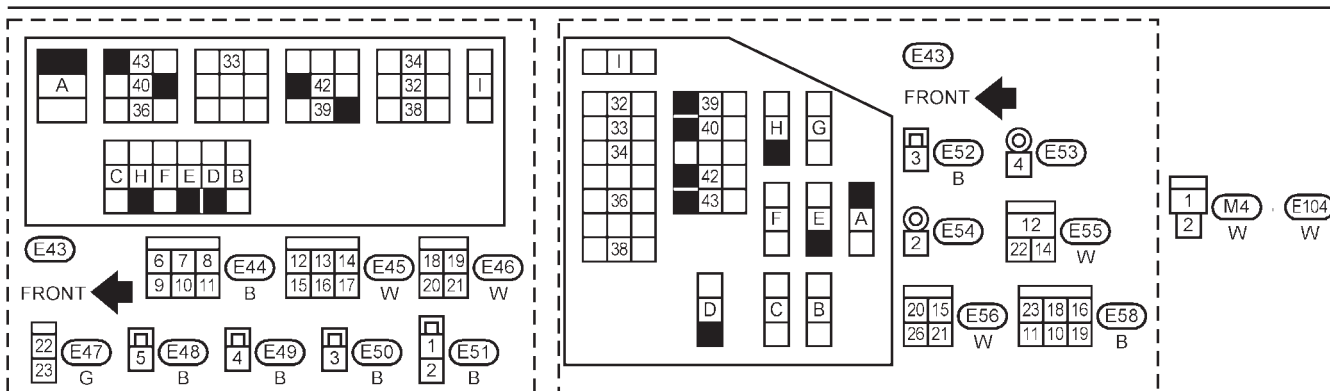 A 43 33 34 I
40 42 32
36 39 38
C H F E D B
E43
FRONT
6 7 8
9 10 11
E44
B
12 13 14
15 16 17
E45
W
18 19
20 21
E46
W
22
23
E47
G
5
E48
B
4
E49
B
3
E50
B
1
2
E51
B
I
32 39
33 40 H G
34
42
36 43 F E A
38
D C B
E43
FRONT
3
E52
B
4
E53
2
E54
12
22 14
E55
W
20 15
26 21
E56
W
23 18 16
11 10 19
E58
B
1
2
M4 . E104
W W